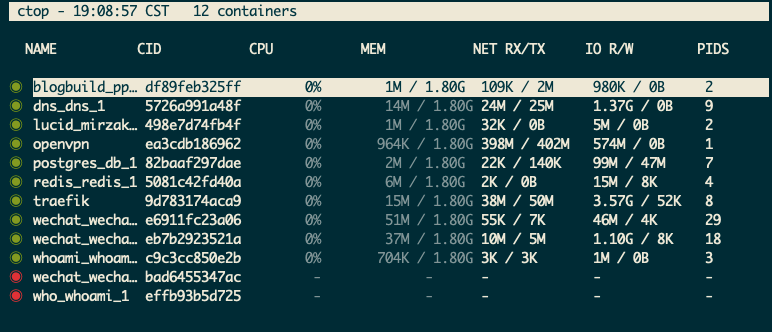 ctop - 19:08:57 CST 12 containers
NAME CID CPU MEM NET RX/TX IO R/W PIDS
blogbuild_pp… df89feb325ff 0% 1M / 1.80G 109K / 2M 980K / 0B 2
dns_dns_1 5726a991a48f 0% 14M / 1.80G 24M / 25M 1.37G / 0B 9
lucid_mirzak… 498e7d74fb4f 0% 1M / 1.80G 32K / 0B 5M / 0B 2
openvpn ea3cdb186962 0% 964K / 1.80G 398M / 402M 574M / 0B 1
postgres_db_1 82baaf297dae 0% 2M / 1.80G 22K / 140K 99M / 47M 7
redis_redis_1 5081c42fd40a 0% 6M / 1.80G 2K / 0B 15M / 8K 4
traefik 9d783174aca9 0% 15M / 1.80G 38M / 50M 3.57G / 52K 8
wechat_wecha… e6911fc23a06 0% 51M / 1.80G 55K / 7K 46M / 4K 29
wechat_wecha… eb7b2923521a 0% 37M / 1.80G 10M / 5M 1.10G / 8K 18
whoami_whoam… c9c3cc850e2b 0% 704K / 1.80G 3K / 3K 1M / 0B 3
wechat_wecha… bad6455347ac - - - - -
who_whoami_1 effb93b5d725 - - - - -